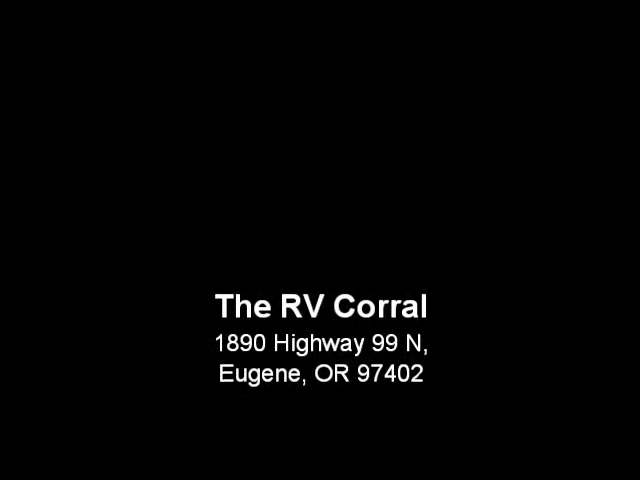 The RV Corral
1890 Highway 99 N,
Eugene, OR 97402